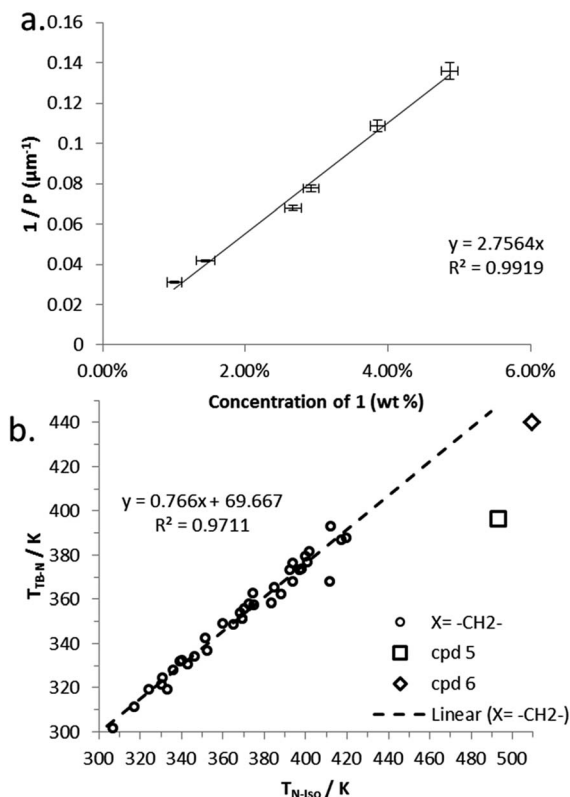 a.
0.16
0.14
0.12
0.1
0.08
0.06
0.04
0.02
0
1 / P (µm⁻¹)
y = 2.7564x
R² = 0.9919
0.00% 2.00% 4.00% 6.00%
Concentration of 1 (wt %)
b.
440
420
400
380
360
340
320
300
T_TB-N / K
y = 0.766x + 69.667
R² = 0.9711
X= -CH2-
cpd 5
cpd 6
Linear (X= -CH2-)
300 320 340 360 380 400 420 440 460 480 500
T_N-Iso / K